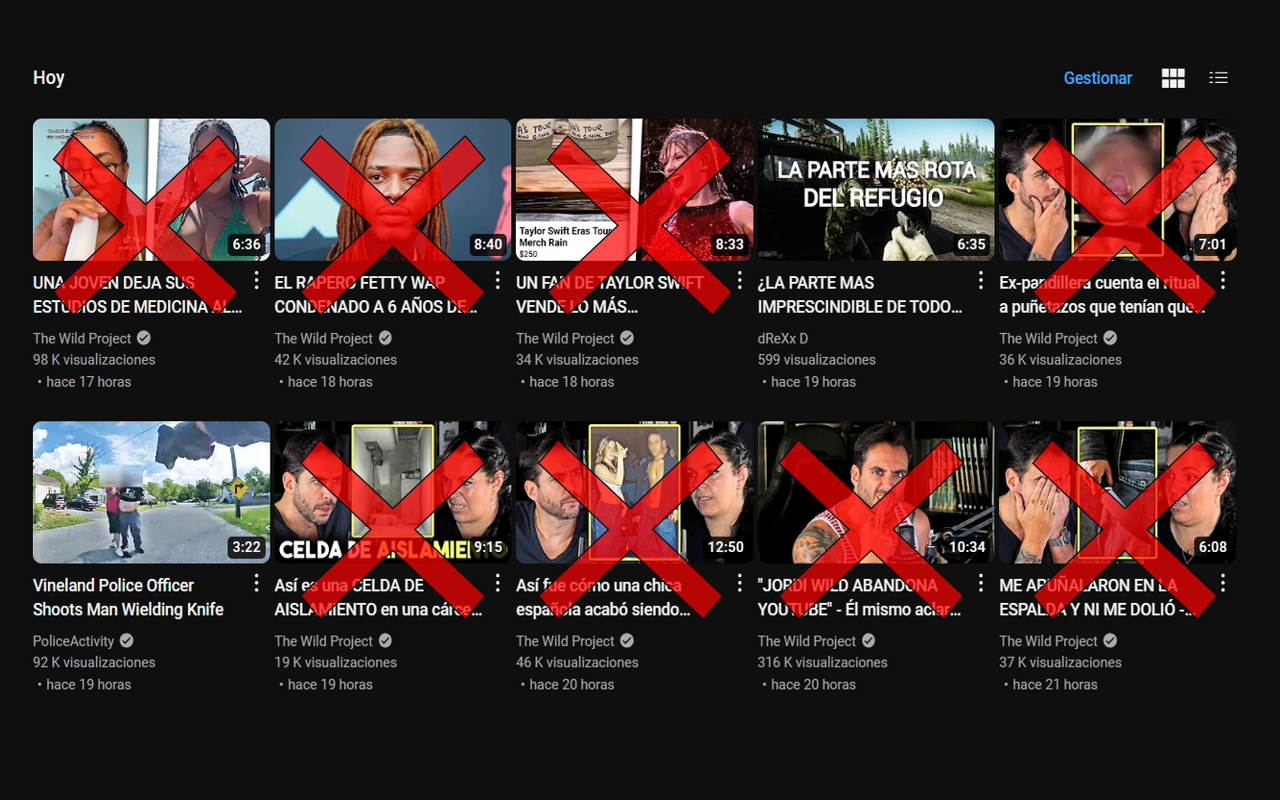 Hoy
Gestionar
6:36
8:40
A'S TOUR
Taylor Swift Eras Tour
Merch Rain
$250
8:33
LA PARTE MAS ROTA
DEL REFUGIO
6:35
7:01
UNA JOVEN DEJA SUS
ESTUDIOS DE MEDICINA AL...
The Wild Project
98 K visualizaciones
• hace 17 horas
EL RAPERO FETTY WAP
CONDENADO A 6 AÑOS DE...
The Wild Project
42 K visualizaciones
• hace 18 horas
UN FAN DE TAYLOR SWIFT
VENDE LO MÁS...
The Wild Project
34 K visualizaciones
• hace 18 horas
¿LA PARTE MAS
IMPRESCINDIBLE DE TODO...
dReXx D
599 visualizaciones
• hace 19 horas
Ex-pandillera cuenta el ritual
a puñetazos que tenían que...
The Wild Project
36 K visualizaciones
• hace 19 horas
3:22
CELDA DE AISLAMIEN
9:15
12:50
10:34
6:08
Vineland Police Officer
Shoots Man Wielding Knife
PoliceActivity
92 K visualizaciones
• hace 19 horas
Así es una CELDA DE
AISLAMIENTO en una cárce...
The Wild Project
19 K visualizaciones
• hace 19 horas
Así fue cómo una chica
española acabó siendo...
The Wild Project
46 K visualizaciones
• hace 20 horas
"JORDI WILD ABANDONA
YOUTUBE" - Él mismo aclar...
The Wild Project
316 K visualizaciones
• hace 20 horas
ME APUÑALARON EN LA
ESPALDA Y NI ME DOLIÓ -...
The Wild Project
37 K visualizaciones
• hace 21 horas